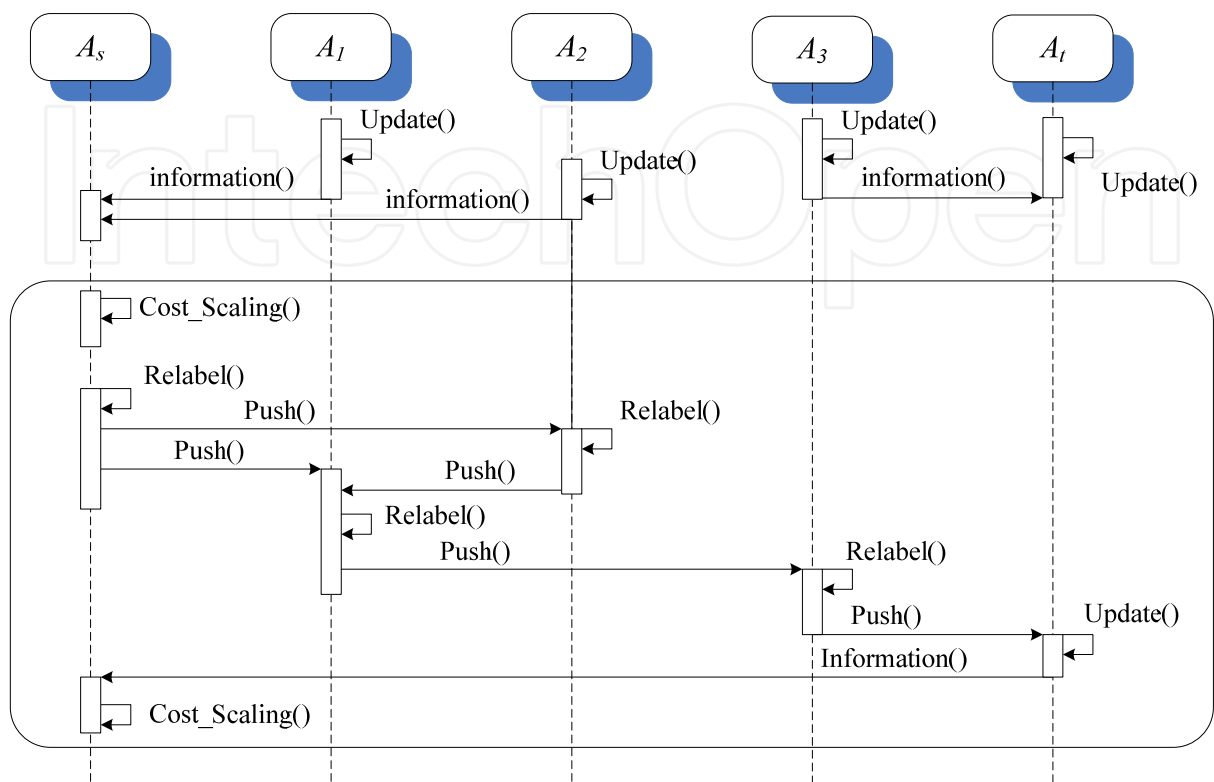 As A1 A2 A3 At
Update()
Update()
Update()
information()
information()
Update()
information()
IntechOpen
Cost_Scaling()
Relabel()
Push()
Relabel()
Push()
Push()
Relabel()
Push()
Relabel()
Push()
Update()
Information()
Cost_Scaling()